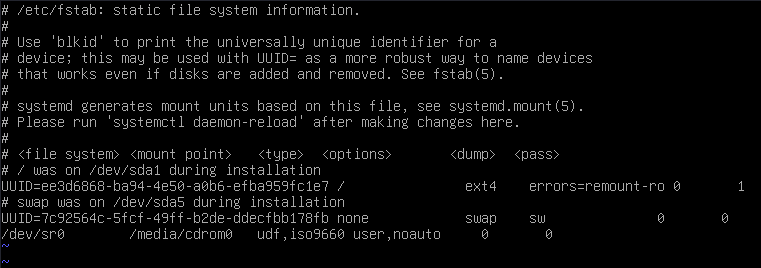 # /etc/fstab: static file system information.
#
# Use 'blkid' to print the universally unique identifier for a
# device; this may be used with UUID= as a more robust way to name devices
# that works even if disks are added and removed. See fstab(5).
#
# systemd generates mount units based on this file, see systemd.mount(5).
# Please run 'systemctl daemon-reload' after making changes here.
#
# <file system> <mount point>   <type>  <options>       <dump>  <pass>
# / was on /dev/sda1 during installation
UUID=ee3d6868-ba94-4e50-a0b6-efba959fc1e7 /               ext4    errors=remount-ro 0       1
# swap was on /dev/sda5 during installation
UUID=7c92564c-5fcf-49ff-b2de-ddecfbb178fb none            swap    sw              0       0
/dev/sr0        /media/cdrom0   udf,iso9660 user,noauto     0       0
~
~